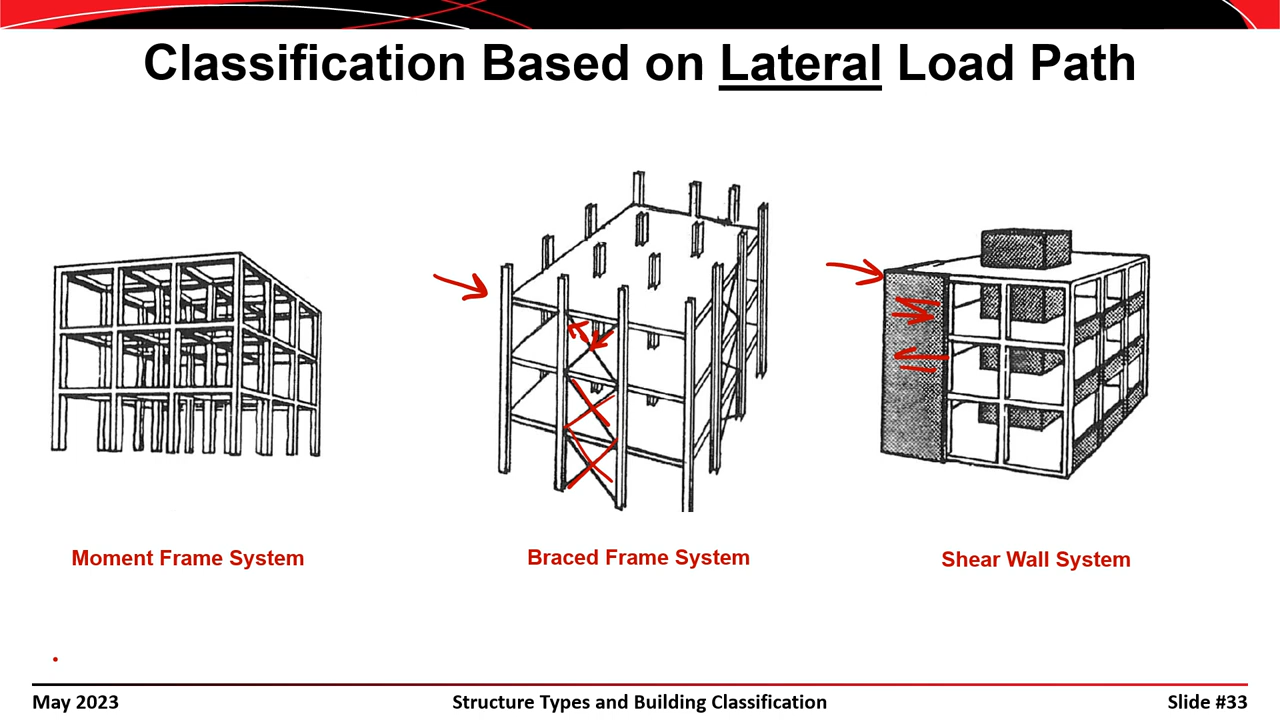 Classification Based on Lateral Load Path
Moment Frame System
Braced Frame System
Shear Wall System
May 2023
Structure Types and Building Classification
Slide #33